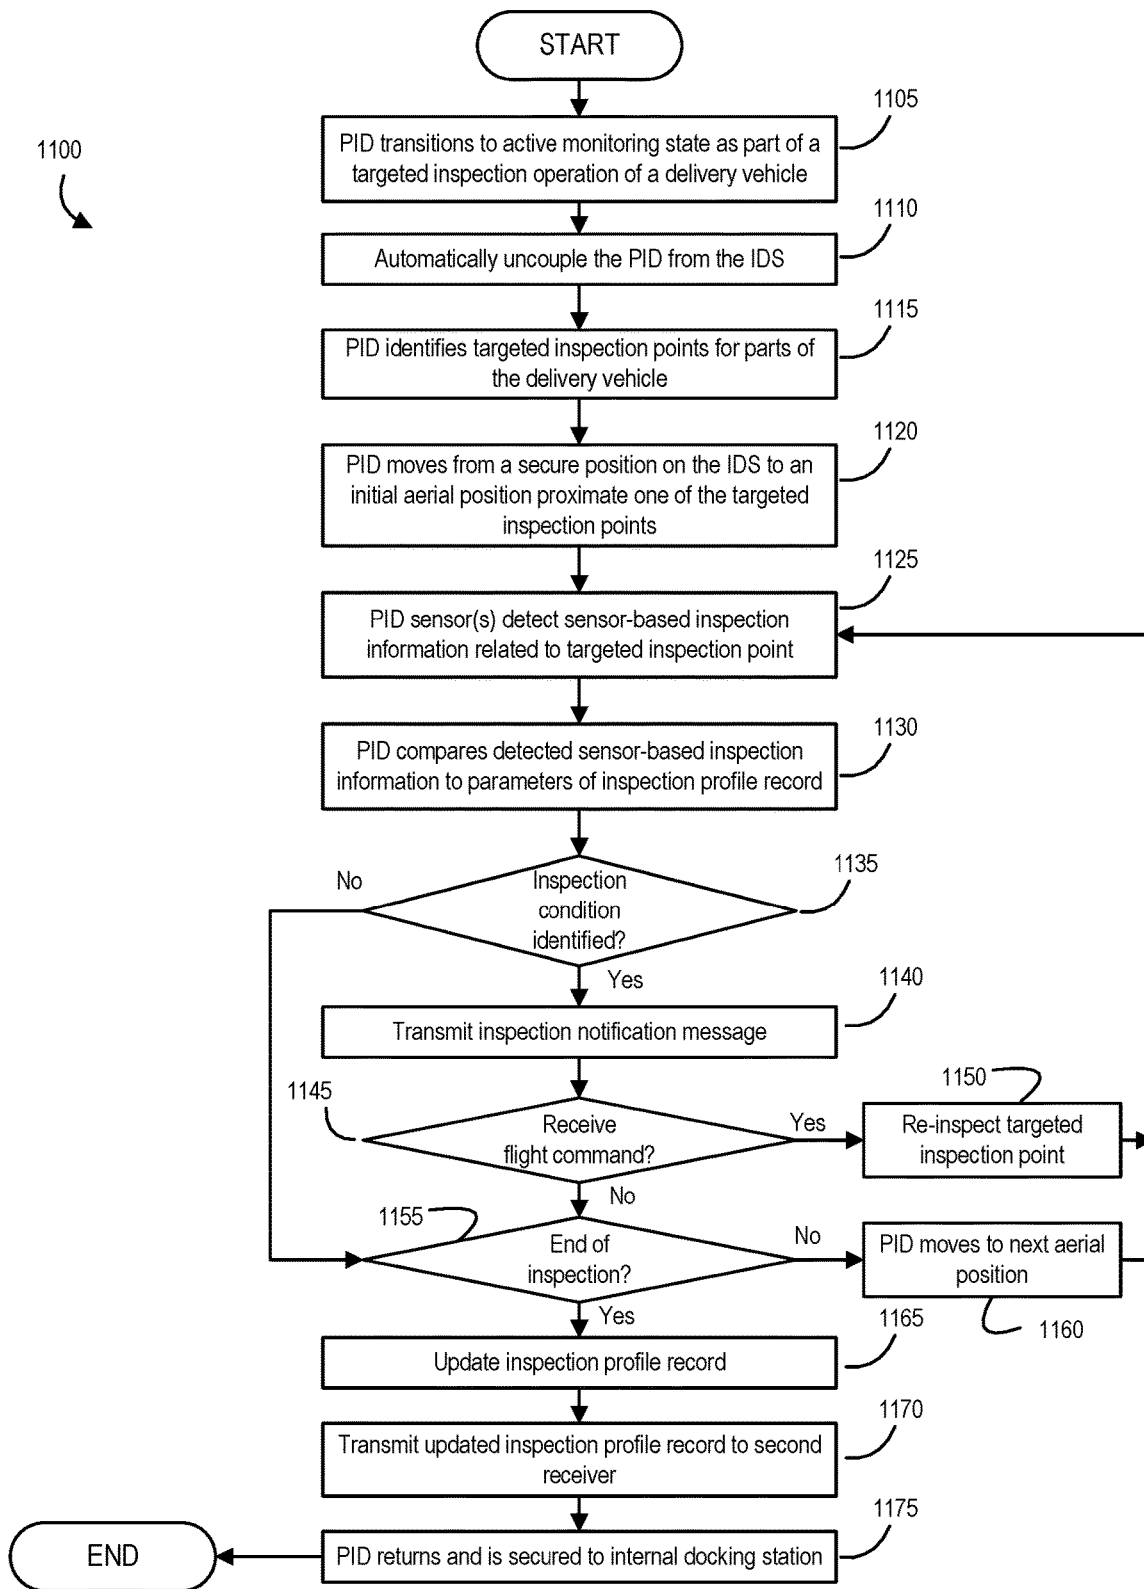 START
1105
PID transitions to active monitoring state as part of a
targeted inspection operation of a delivery vehicle
1100
1110
Automatically uncouple the PID from the IDS
1115
PID identifies targeted inspection points for parts of
the delivery vehicle
1120
PID moves from a secure position on the IDS to an
initial aerial position proximate one of the targeted
inspection points
1125
PID sensor(s) detect sensor-based inspection
information related to targeted inspection point
1130
PID compares detected sensor-based inspection
information to parameters of inspection profile record
1135
No
Inspection
condition
identified?
Yes
1140
Transmit inspection notification message
1145
Receive
flight command?
Yes
1150
Re-inspect targeted
inspection point
No
1155
End of
inspection?
No
PID moves to next aerial
position
1160
Yes
1165
Update inspection profile record
1170
Transmit updated inspection profile record to second
receiver
1175
PID returns and is secured to internal docking station
END